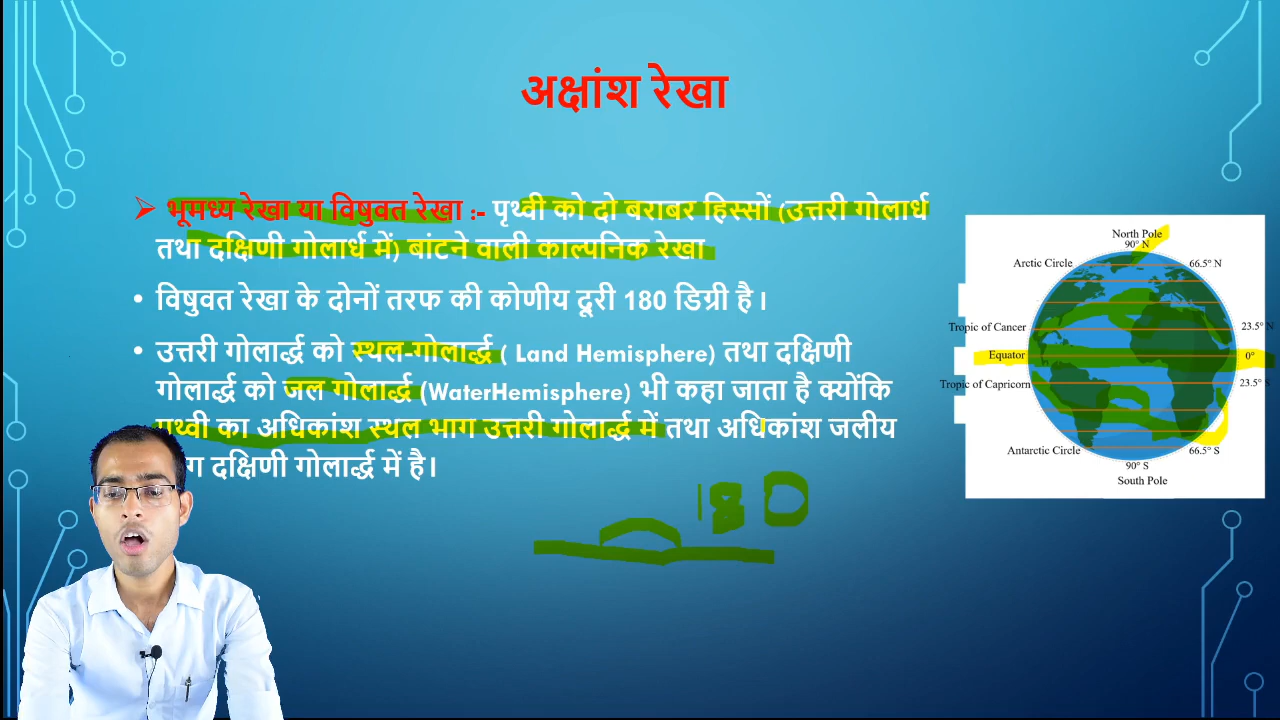 अक्षांश रेखा
भूमध्य रेखा या विषुवत रेखा :- पृथ्वी को दो बराबर हिस्सों (उत्तरी गोलार्ध
तथा दक्षिणी गोलार्ध में) बांटने वाली काल्पनिक रेखा
• विषुवत रेखा के दोनों तरफ की कोणीय दूरी 180 डिग्री है ।
• उत्तरी गोलार्द्ध को स्थल-गोलार्द्ध ( Land Hemisphere) तथा दक्षिणी
गोलार्द्ध को जल गोलार्द्ध (WaterHemisphere) भी कहा जाता है क्योंकि
पृथ्वी का अधिकांश स्थल भाग उत्तरी गोलार्द्ध में तथा अधिकांश जलीय
दक्षिणी गोलार्द्ध में है।
180
North Pole
90° N
Arctic Circle 66.5° N
Tropic of Cancer 23.5° N
Equator 0°
Tropic of Capricorn 23.5° S
Antarctic Circle 66.5° S
90° S
South Pole